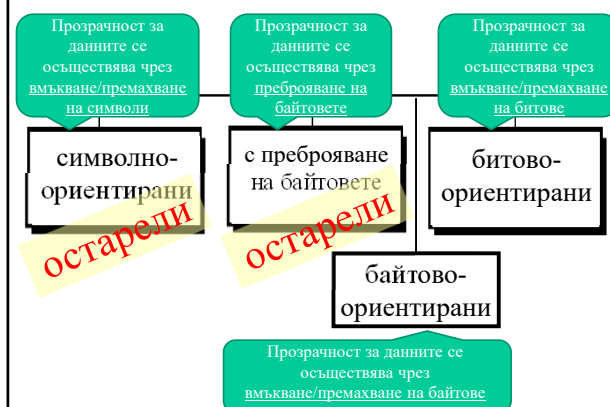 Прозрачност за
данните се
осъществява чрез
вмъкване/премахване
на символи
Прозрачност за
данните се
осъществява чрез
преброяване на
байтовете
Прозрачност за
данните се
осъществява чрез
вмъкване/премахване
на битове
символно-
ориентирани
остарели
с преброяване
на байтовете
остарели
битово-
ориентирани
байтово-
ориентирани
Прозрачност за данните се
осъществява чрез
вмъкване/премахване на байтове